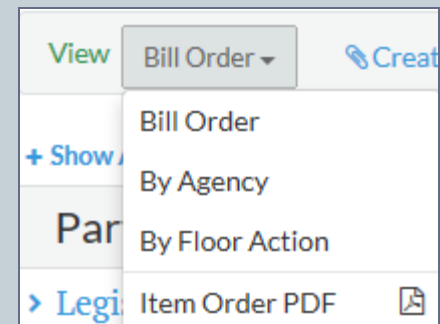 View Bill Order Creat
Bill Order
+ Show
By Agency
Par
By Floor Action
Legi
Item Order PDF